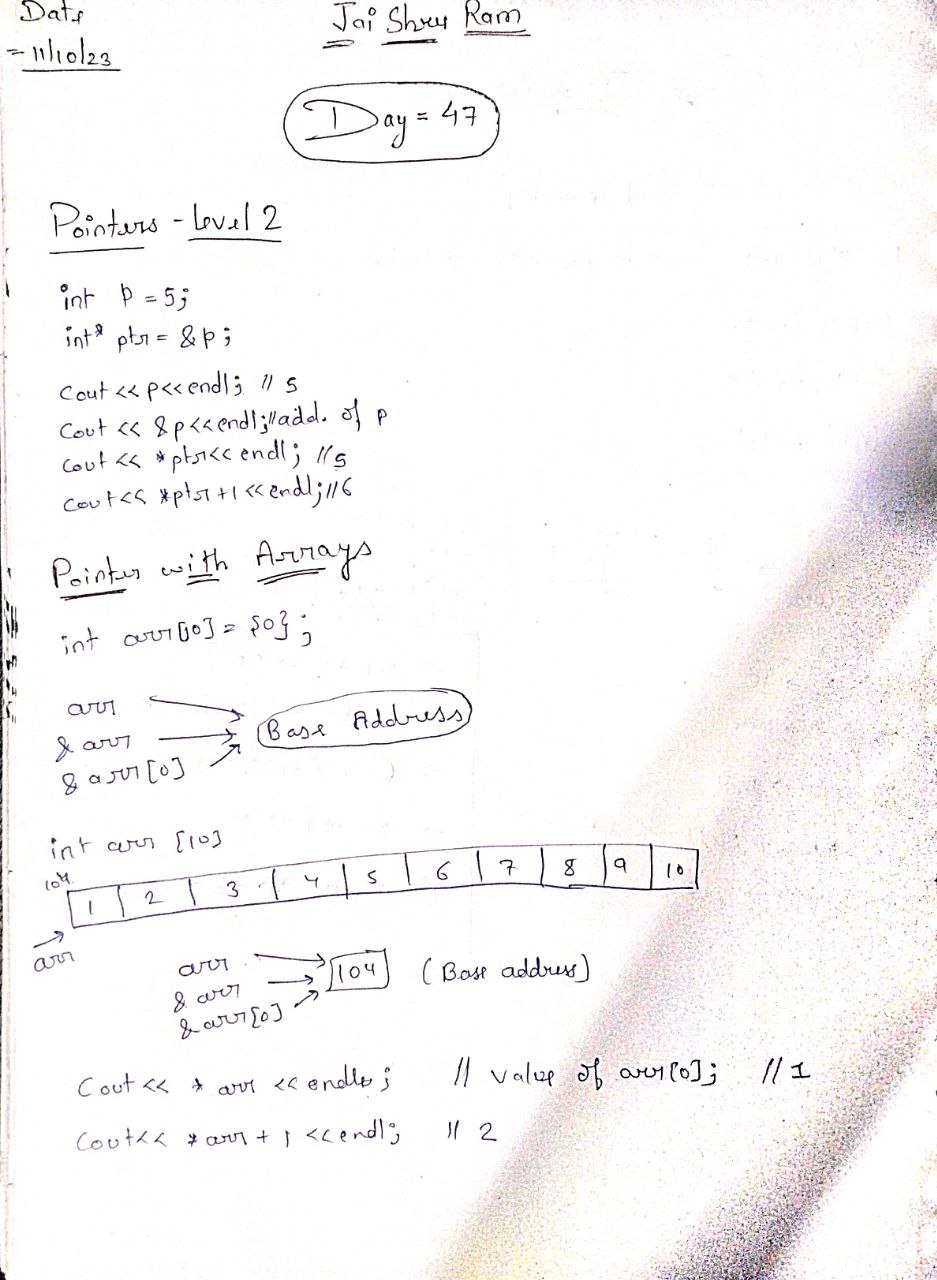 Date
= 11/10/23
Jai Shree Ram
Day = 47
Pointers - Level 2
int p = 5;
int* ptr = &p;
Cout << p<<endl; // 5
Cout << &p<<endl;//add. of p
Cout << *ptr<< endl; //5
Cout<< *ptr+1 <<endl;//6
Pointer with Arrays
int arr[10] = {0};
arr
&arr
&arr[0]
Base Address
int arr [10]
104
1 2 3 4 5 6 7 8 9 10
arr
arr
&arr
&arr[0]
104 (Base address)
Cout << * arr << endl; // value of arr[0]; // 1
Cout<< *arr + 1 <<endl; // 2